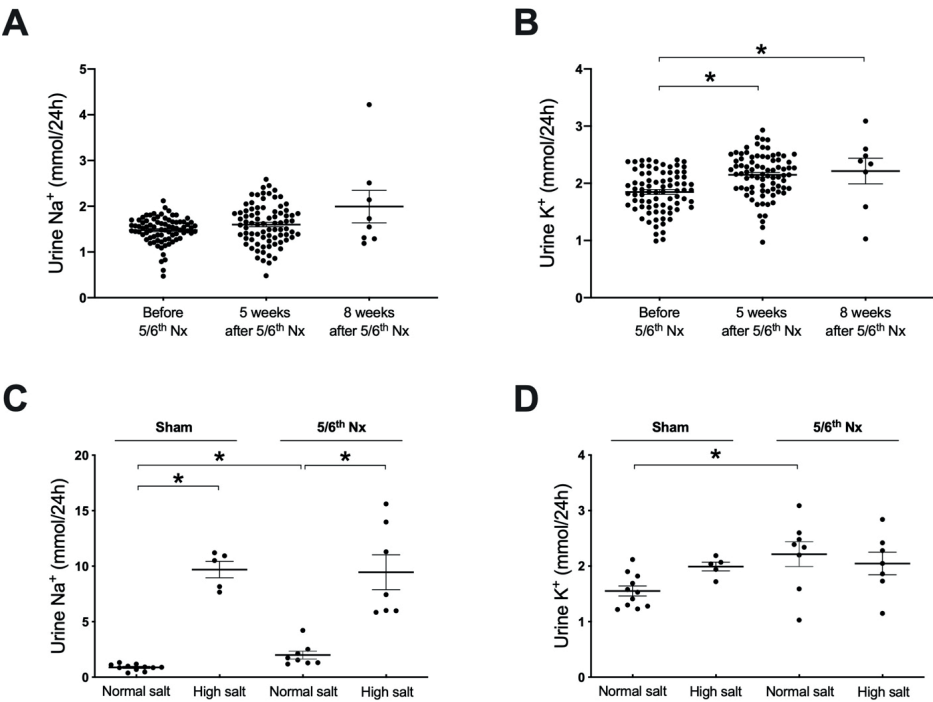 A
B
Urine Na⁺ (mmol/24h)
5
4
3
2
1
0
Before
5/6ᵗʰ Nx
5 weeks
after 5/6ᵗʰ Nx
8 weeks
after 5/6ᵗʰ Nx
Urine K⁺ (mmol/24h)
4
3
2
1
0
*
*
Before
5/6ᵗʰ Nx
5 weeks
after 5/6ᵗʰ Nx
8 weeks
after 5/6ᵗʰ Nx
C
D
Sham
5/6ᵗʰ Nx
Urine Na⁺ (mmol/24h)
20
15
10
5
0
*
*
*
Normal salt
High salt
Normal salt
High salt
Sham
5/6ᵗʰ Nx
Urine K⁺ (mmol/24h)
4
3
2
1
0
*
Normal salt
High salt
Normal salt
High salt